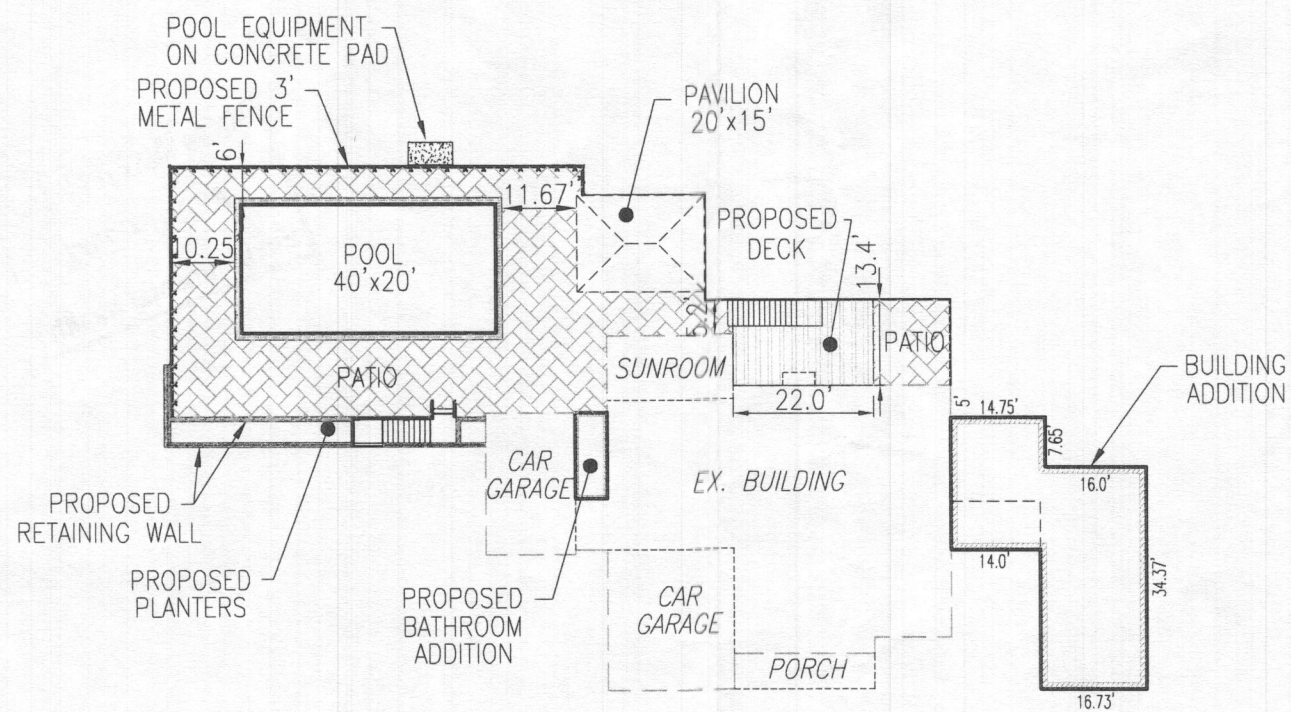 POOL EQUIPMENT
ON CONCRETE PAD
PROPOSED 3'
METAL FENCE
PAVILION
20'x15'
6'
11.67'
PROPOSED
DECK
10.25'
POOL
40'x20'
13.4'
5.2'
PATIO
SUNROOM
PATIO
BUILDING
ADDITION
22.0'
5'
14.75'
7.65'
16.0'
CAR
GARAGE
EX. BUILDING
PROPOSED
RETAINING WALL
PROPOSED
PLANTERS
PROPOSED
BATHROOM
ADDITION
14.0'
34.37'
CAR
GARAGE
PORCH
16.73'